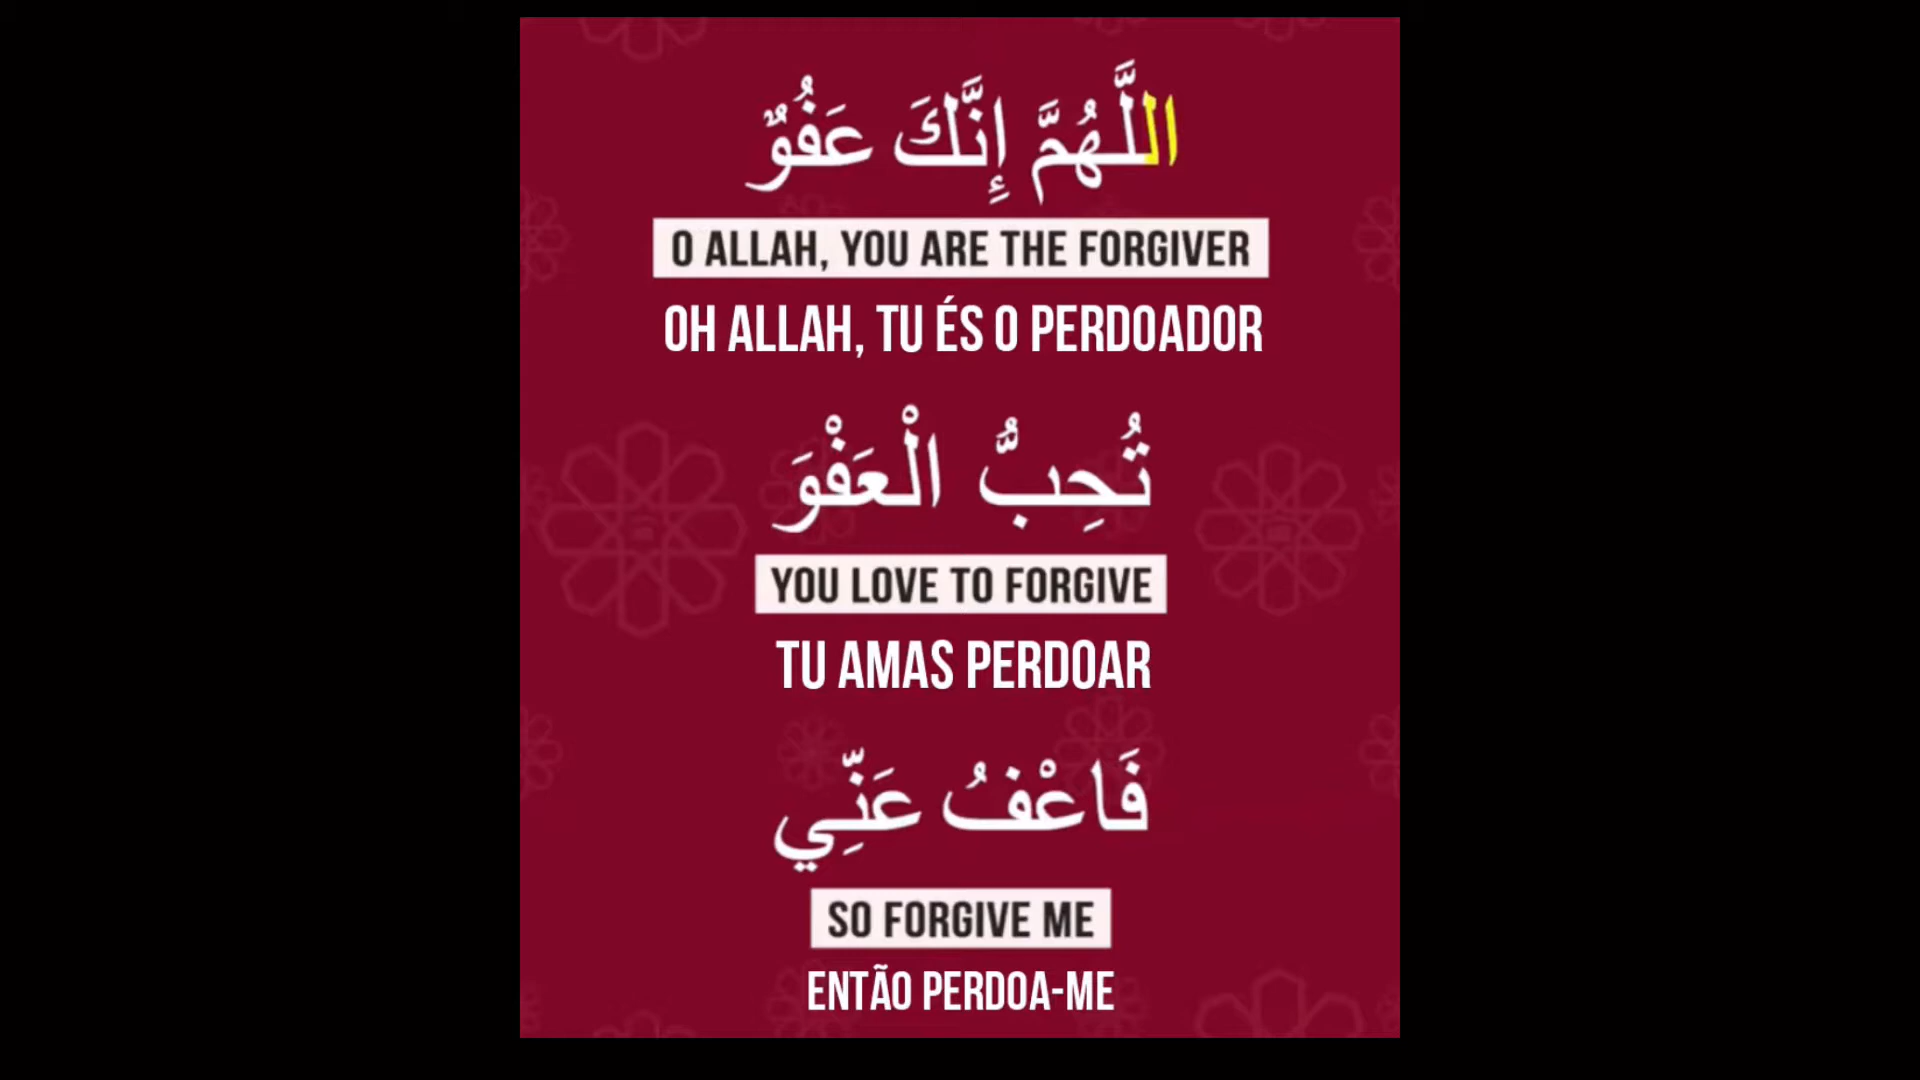 اللَّهُمَّ إِنَّكَ عَفُوٌّ
O ALLAH, YOU ARE THE FORGIVER
OH ALLAH, TU ÉS O PERDOADOR
تُحِبُّ الْعَفْوَ
YOU LOVE TO FORGIVE
TU AMAS PERDOAR
فَاعْفُ عَنِّي
SO FORGIVE ME
ENTÃO PERDOA-ME